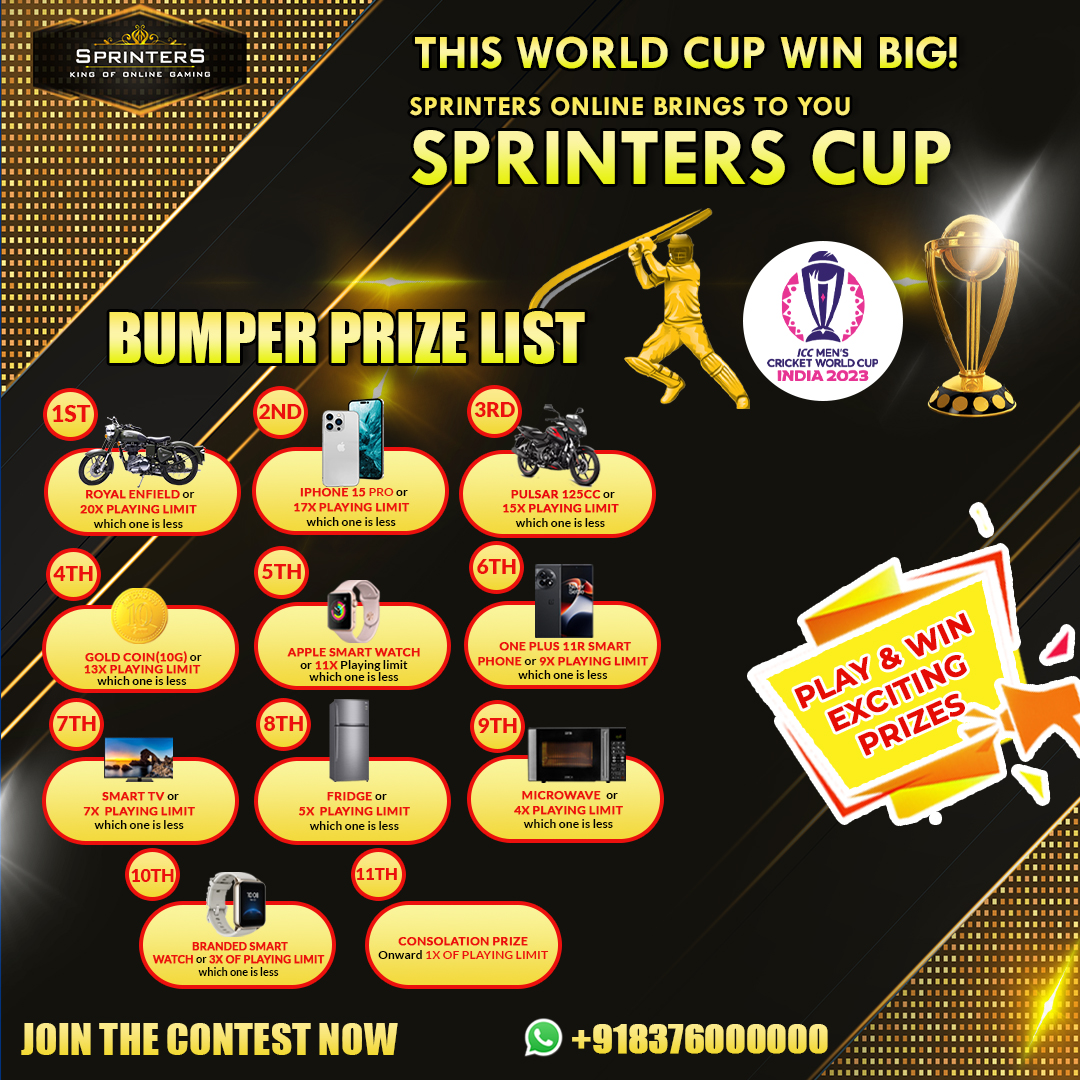 SPRINTERS
KING OF ONLINE GAMING
THIS WORLD CUP WIN BIG!
SPRINTERS ONLINE BRINGS TO YOU
SPRINTERS CUP
ICC MEN'S
CRICKET WORLD CUP
INDIA 2023
BUMPER PRIZE LIST
1ST
ROYAL ENFIELD or
20X PLAYING LIMIT
which one is less
2ND
IPHONE 15 PRO or
17X PLAYING LIMIT
which one is less
3RD
PULSAR 125CC or
15X PLAYING LIMIT
which one is less
4TH
10
GOLD COIN(10G) or
13X PLAYING LIMIT
which one is less
5TH
APPLE SMART WATCH
or 11X Playing limit
which one is less
6TH
ONE PLUS 11R SMART
PHONE or 9X PLAYING LIMIT
which one is less
PLAY & WIN
EXCITING
PRIZES
7TH
SMART TV or
7X PLAYING LIMIT
which one is less
8TH
FRIDGE or
5X PLAYING LIMIT
which one is less
9TH
MICROWAVE or
4X PLAYING LIMIT
which one is less
10TH
BRANDED SMART
WATCH or 3X OF PLAYING LIMIT
which one is less
11TH
CONSOLATION PRIZE
Onward 1X OF PLAYING LIMIT
JOIN THE CONTEST NOW
+918376000000